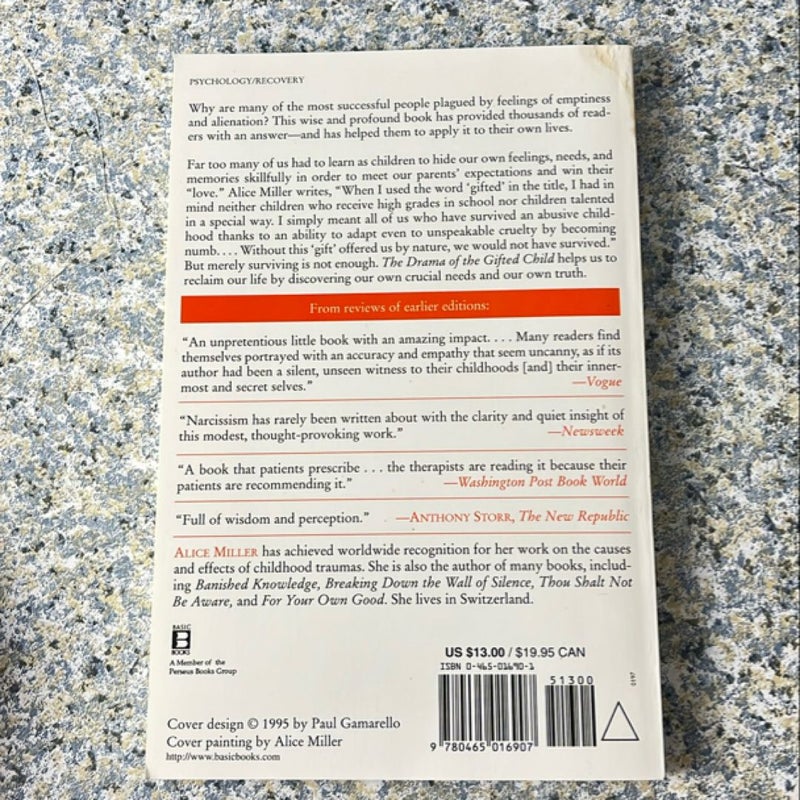 PSYCHOLOGY/RECOVERY
Why are many of the most successful people plagued by feelings of emptiness
and alienation? This wise and profound book has provided thousands of read-
ers with an answer—and has helped them to apply it to their own lives.
Far too many of us had to learn as children to hide our own feelings, needs, and
memories skillfully in order to meet our parents' expectations and win their
“love.” Alice Miller writes, “When I used the word ‘gifted’ in the title, I had in
mind neither children who receive high grades in school nor children talented
in a special way. I simply meant all of us who have survived an abusive child-
hood thanks to an ability to adapt even to unspeakable cruelty by becoming
numb.... Without this ‘gift’ offered us by nature, we would not have survived.”
But merely surviving is not enough. The Drama of the Gifted Child helps us to
reclaim our life by discovering our own crucial needs and our own truth.
From reviews of earlier editions:
“An unpretentious little book with an amazing impact. . . . Many readers find
themselves portrayed with an accuracy and empathy that seem uncanny, as if its
author had been a silent, unseen witness to their childhoods [and] their inner-
most and secret selves.” —Vogue
“Narcissism has rarely been written about with the clarity and quiet insight of
this modest, thought-provoking work.” —Newsweek
“A book that patients prescribe . . . the therapists are reading it because their
patients are recommending it.” —Washington Post Book World
“Full of wisdom and perception.” —ANTHONY STORR, The New Republic
ALICE MILLER has achieved worldwide recognition for her work on the causes
and effects of childhood traumas. She is also the author of many books, includ-
ing Banished Knowledge, Breaking Down the Wall of Silence, Thou Shalt Not
Be Aware, and For Your Own Good. She lives in Switzerland.
BASIC
B
BOOKS
A Member of the
Perseus Books Group
US $13.00 / $19.95 CAN
ISBN 0-465-01690-1
51300
0197
9 780465 016907
Cover design © 1995 by Paul Gamarello
Cover painting by Alice Miller
http://www.basicbooks.com